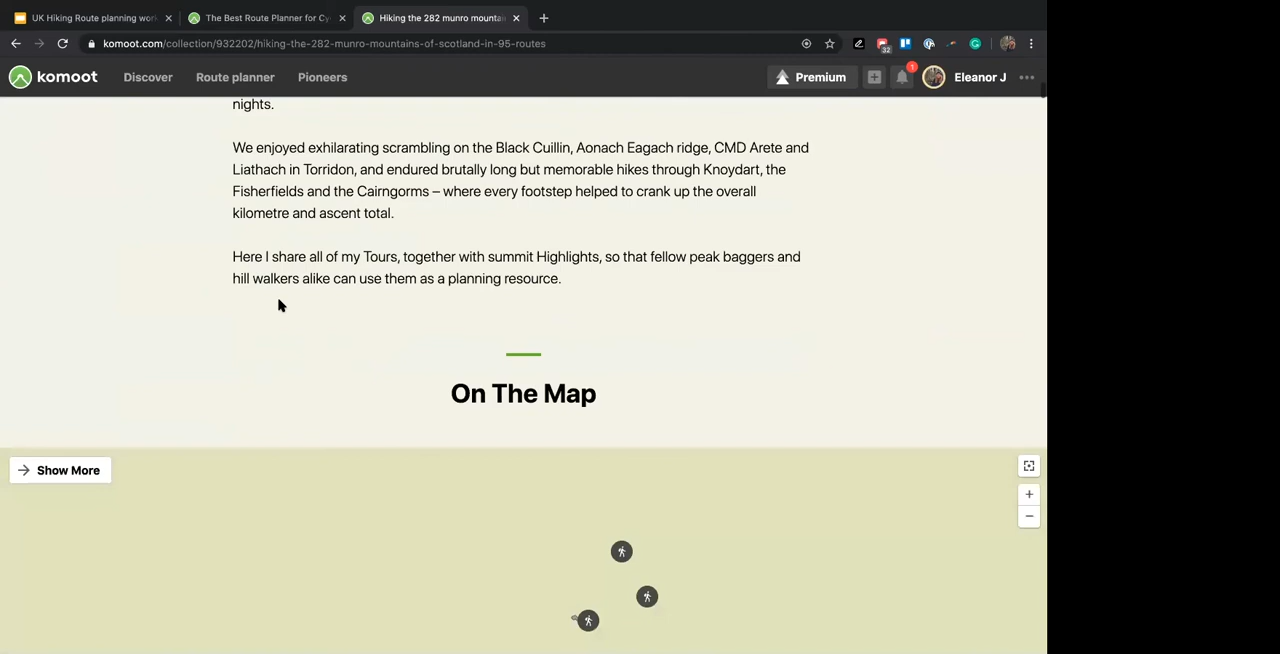 UK Hiking Route planning wor
The Best Route Planner for Cy
Hiking the 282 munro mounta
komoot.com/collection/932202/hiking-the-282-munro-mountains-of-scotland-in-95-routes
32
komoot
Discover
Route planner
Pioneers
Premium
1
Eleanor J
nights.
We enjoyed exhilarating scrambling on the Black Cuillin, Aonach Eagach ridge, CMD Arete and
Liathach in Torridon, and endured brutally long but memorable hikes through Knoydart, the
Fisherfields and the Cairngorms – where every footstep helped to crank up the overall
kilometre and ascent total.
Here I share all of my Tours, together with summit Highlights, so that fellow peak baggers and
hill walkers alike can use them as a planning resource.
On The Map
Show More